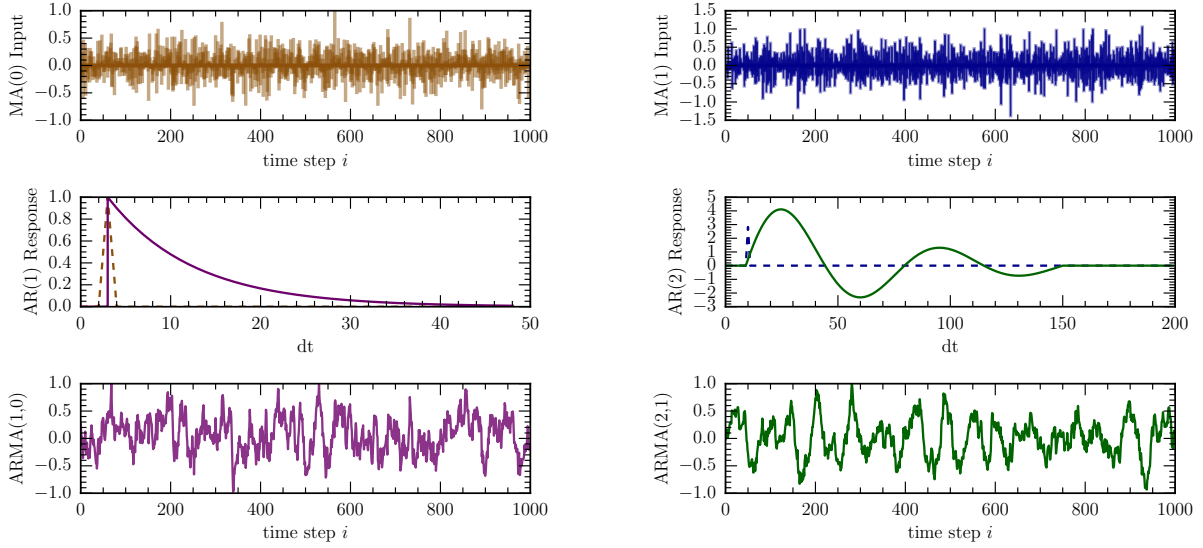 MA(0) Input
1.0
0.5
0.0
−0.5
−1.0
0 200 400 600 800 1000
time step i
MA(1) Input
1.5
1.0
0.5
0.0
−0.5
−1.0
−1.5
0 200 400 600 800 1000
time step i
AR(1) Response
1.0
0.8
0.6
0.4
0.2
0.0
0 10 20 30 40 50
dt
AR(2) Response
5
4
3
2
1
0
−1
−2
−3
0 50 100 150 200
dt
ARMA(1,0)
1.0
0.5
0.0
−0.5
−1.0
0 200 400 600 800 1000
time step i
ARMA(2,1)
1.0
0.5
0.0
−0.5
−1.0
0 200 400 600 800 1000
time step i